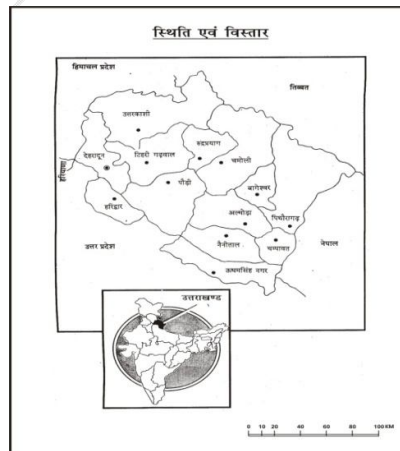 स्थिति एवं विस्तार
हिमाचल प्रदेश
तिब्बत
उत्तरकाशी
रुद्रप्रयाग
देहरादून
टिहरी गढ़वाल
चमोली
हरियाणा
पौड़ी
बागेश्वर
हरिद्वार
अल्मोड़ा
पिथौरागढ़
उत्तर प्रदेश
नैनीताल
चम्पावत
नेपाल
ऊधमसिंह नगर
उत्तराखण्ड
0 10 20 40 60 80 100 KM